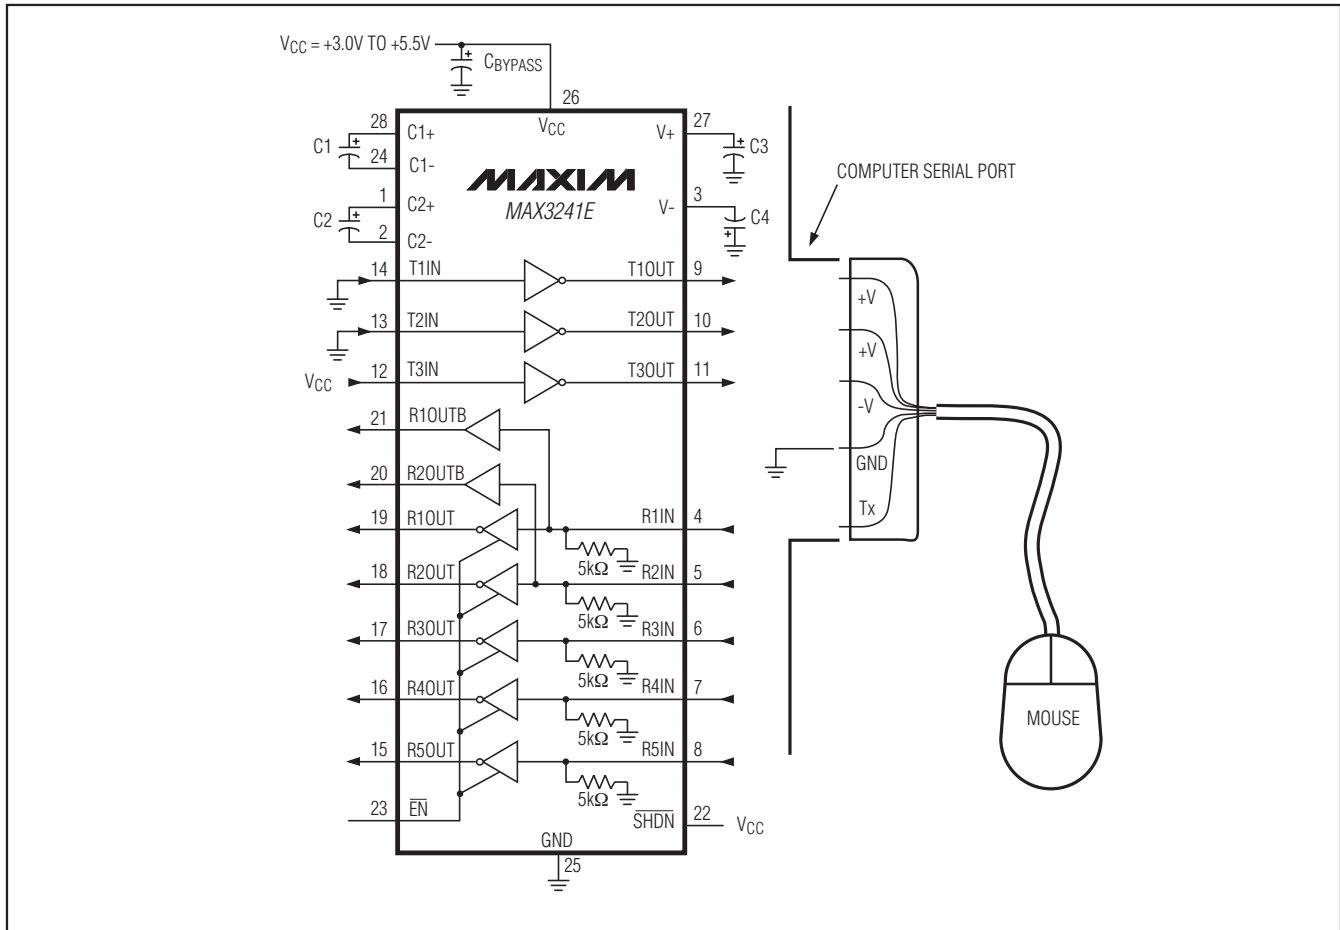 VCC = +3.0V TO +5.5V
CBYPASS
26
VCC
28
C1+
C1
24
C1-
1
C2+
C2
2
C2-
MAXIM
MAX3241E
V+
27
C3
V-
3
C4
COMPUTER SERIAL PORT
14
T1IN
T1OUT
9
13
T2IN
T2OUT
10
VCC
12
T3IN
T3OUT
11
21
R1OUTB
20
R2OUTB
19
R1OUT
R1IN
4
5kΩ
18
R2OUT
R2IN
5
5kΩ
17
R3OUT
R3IN
6
5kΩ
16
R4OUT
R4IN
7
5kΩ
15
R5OUT
R5IN
8
5kΩ
23
E̅N̅
S̅H̅D̅N̅
22
VCC
GND
25
+V
+V
-V
GND
Tx
MOUSE